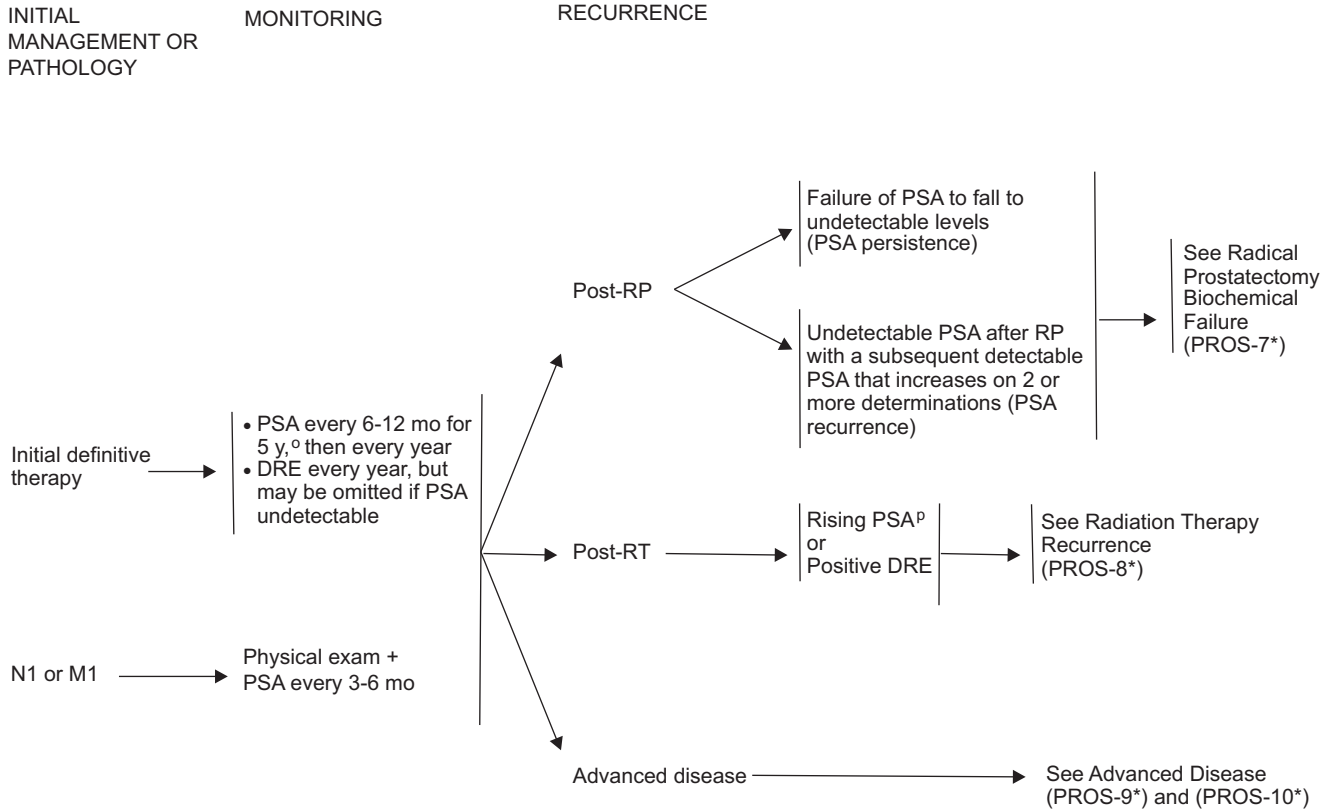 INITIAL
MANAGEMENT OR
PATHOLOGY
MONITORING
RECURRENCE
Initial definitive
therapy
• PSA every 6-12 mo for
5 y,o then every year
• DRE every year, but
may be omitted if PSA
undetectable
N1 or M1
Physical exam +
PSA every 3-6 mo
Post-RP
Failure of PSA to fall to
undetectable levels
(PSA persistence)
Undetectable PSA after RP
with a subsequent detectable
PSA that increases on 2 or
more determinations (PSA
recurrence)
See Radical
Prostatectomy
Biochemical
Failure
(PROS-7*)
Post-RT
Rising PSAp
or
Positive DRE
See Radiation Therapy
Recurrence
(PROS-8*)
Advanced disease
See Advanced Disease
(PROS-9*) and (PROS-10*)